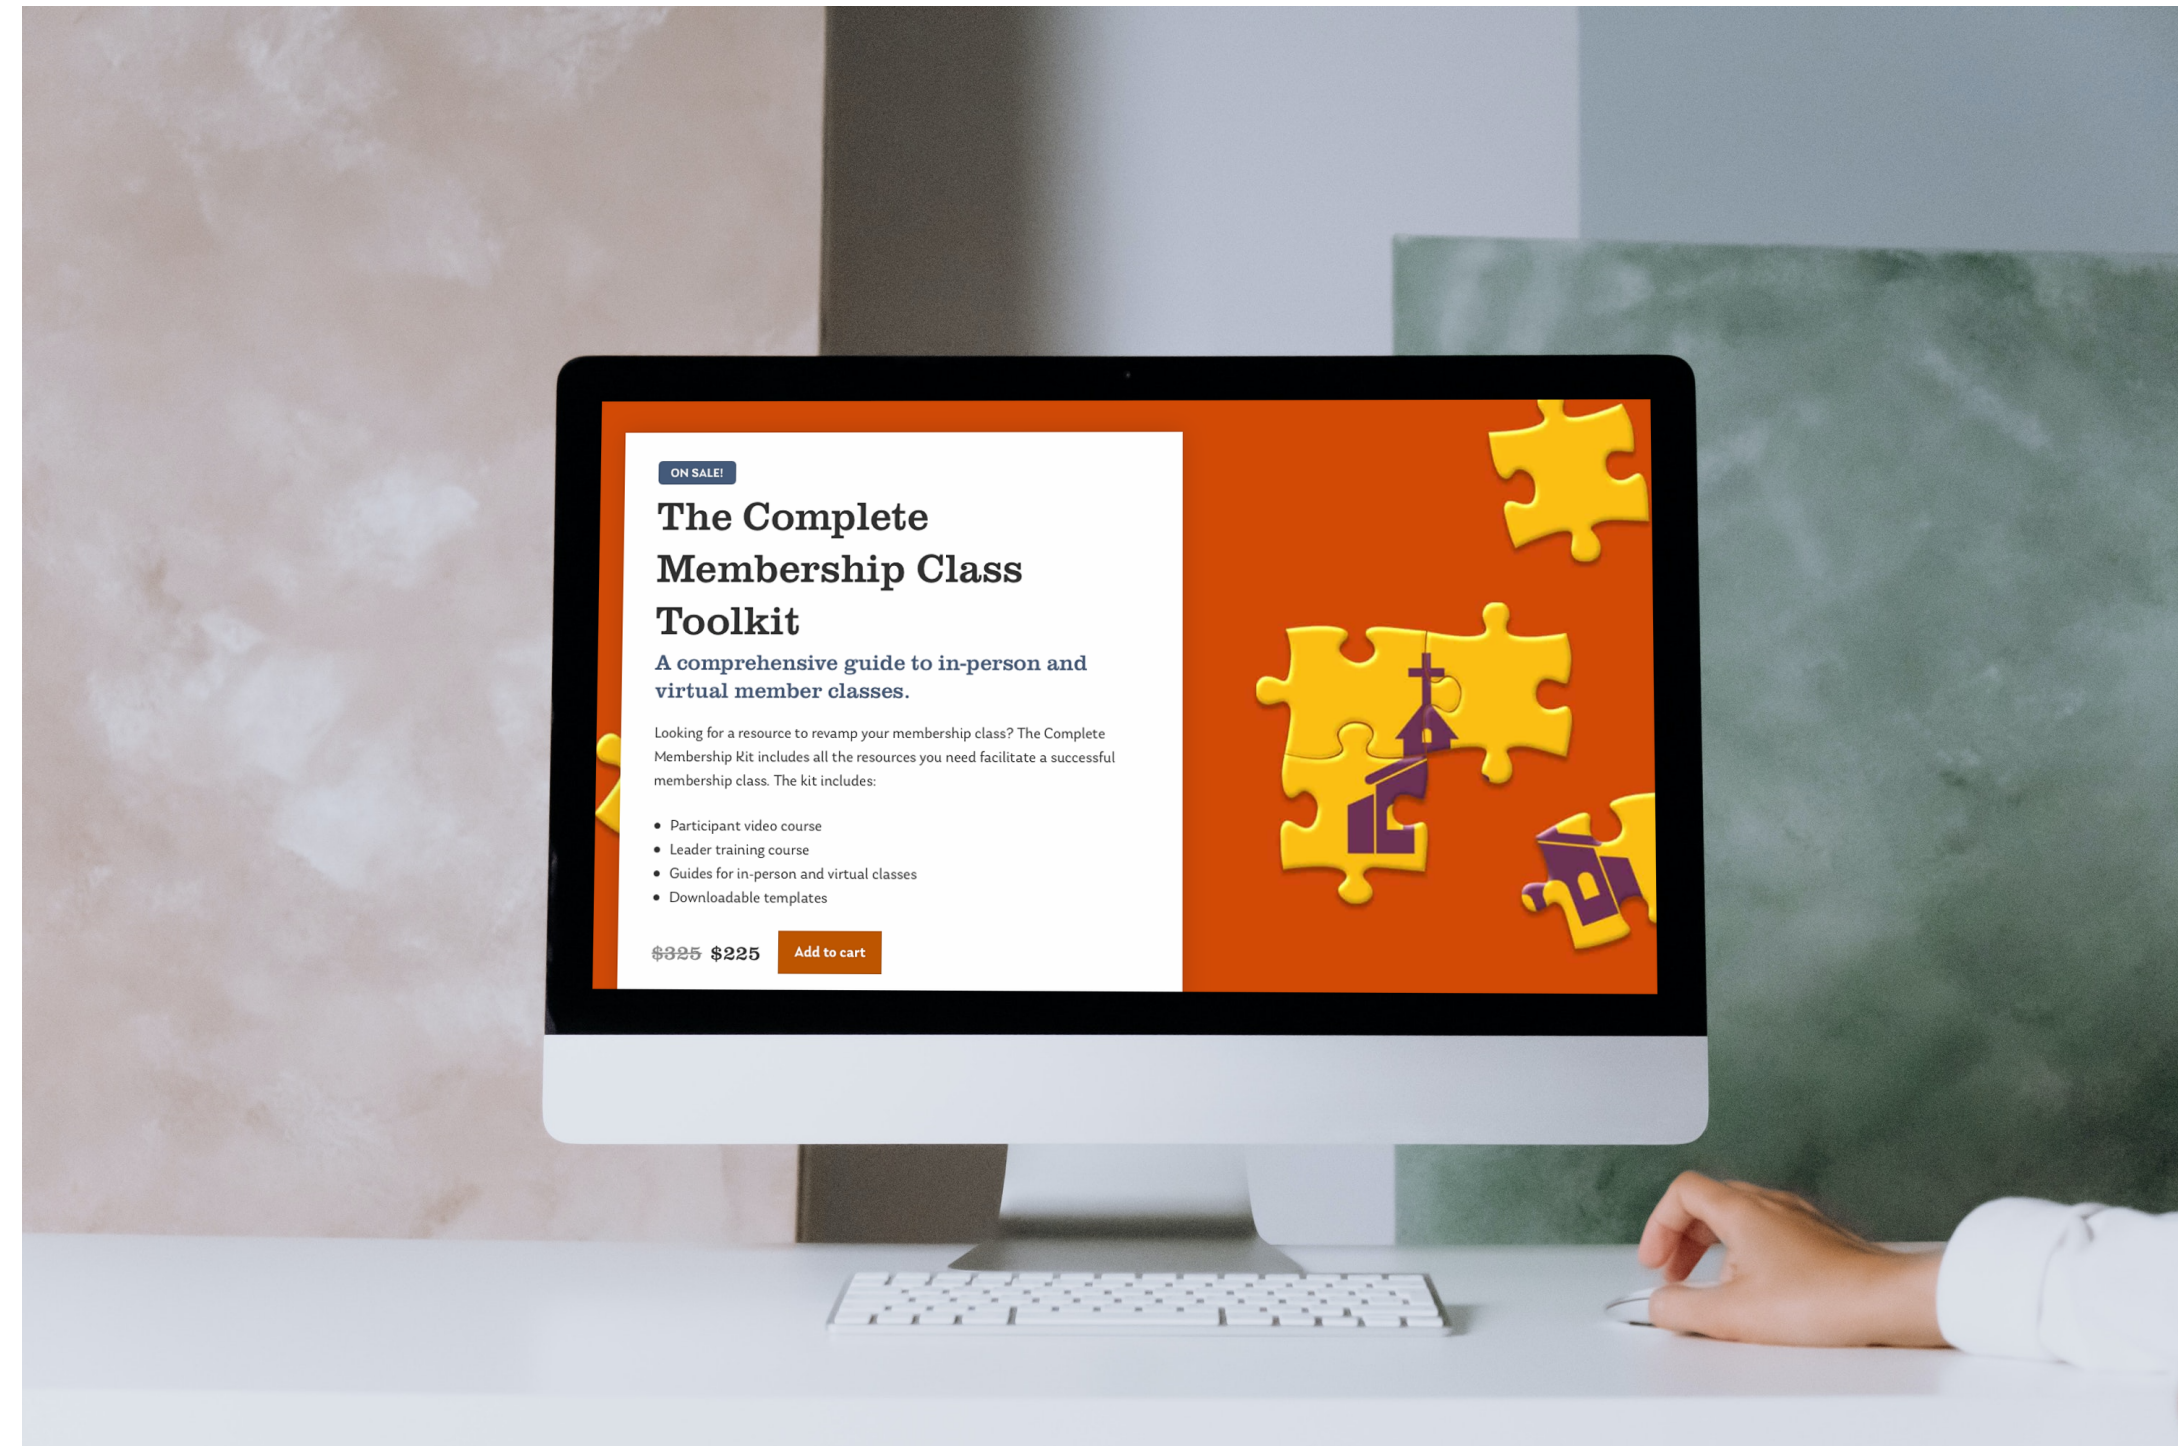 ON SALE!
The Complete
Membership Class
Toolkit
A comprehensive guide to in-person and
virtual member classes.
Looking for a resource to revamp your membership class? The Complete
Membership Kit includes all the resources you need facilitate a successful
membership class. The kit includes:
Participant video course
Leader training course
Guides for in-person and virtual classes
Downloadable templates
$325 $225 Add to cart